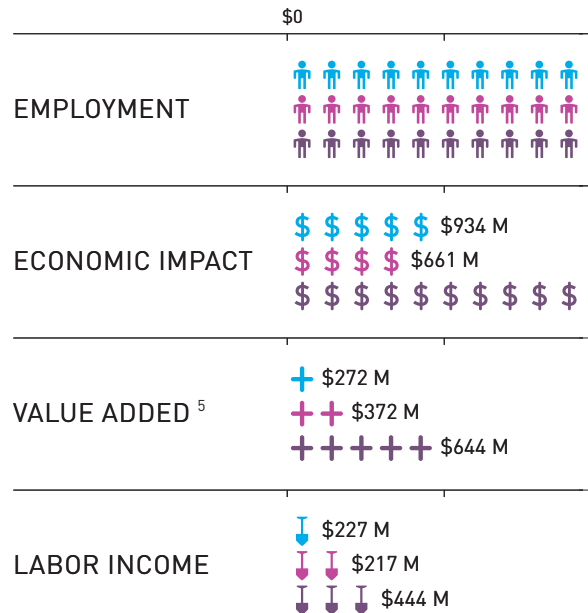 $0
EMPLOYMENT
$934 M
ECONOMIC IMPACT
$661 M
$272 M
VALUE ADDED 5
$372 M
$644 M
$227 M
LABOR INCOME
$217 M
$444 M